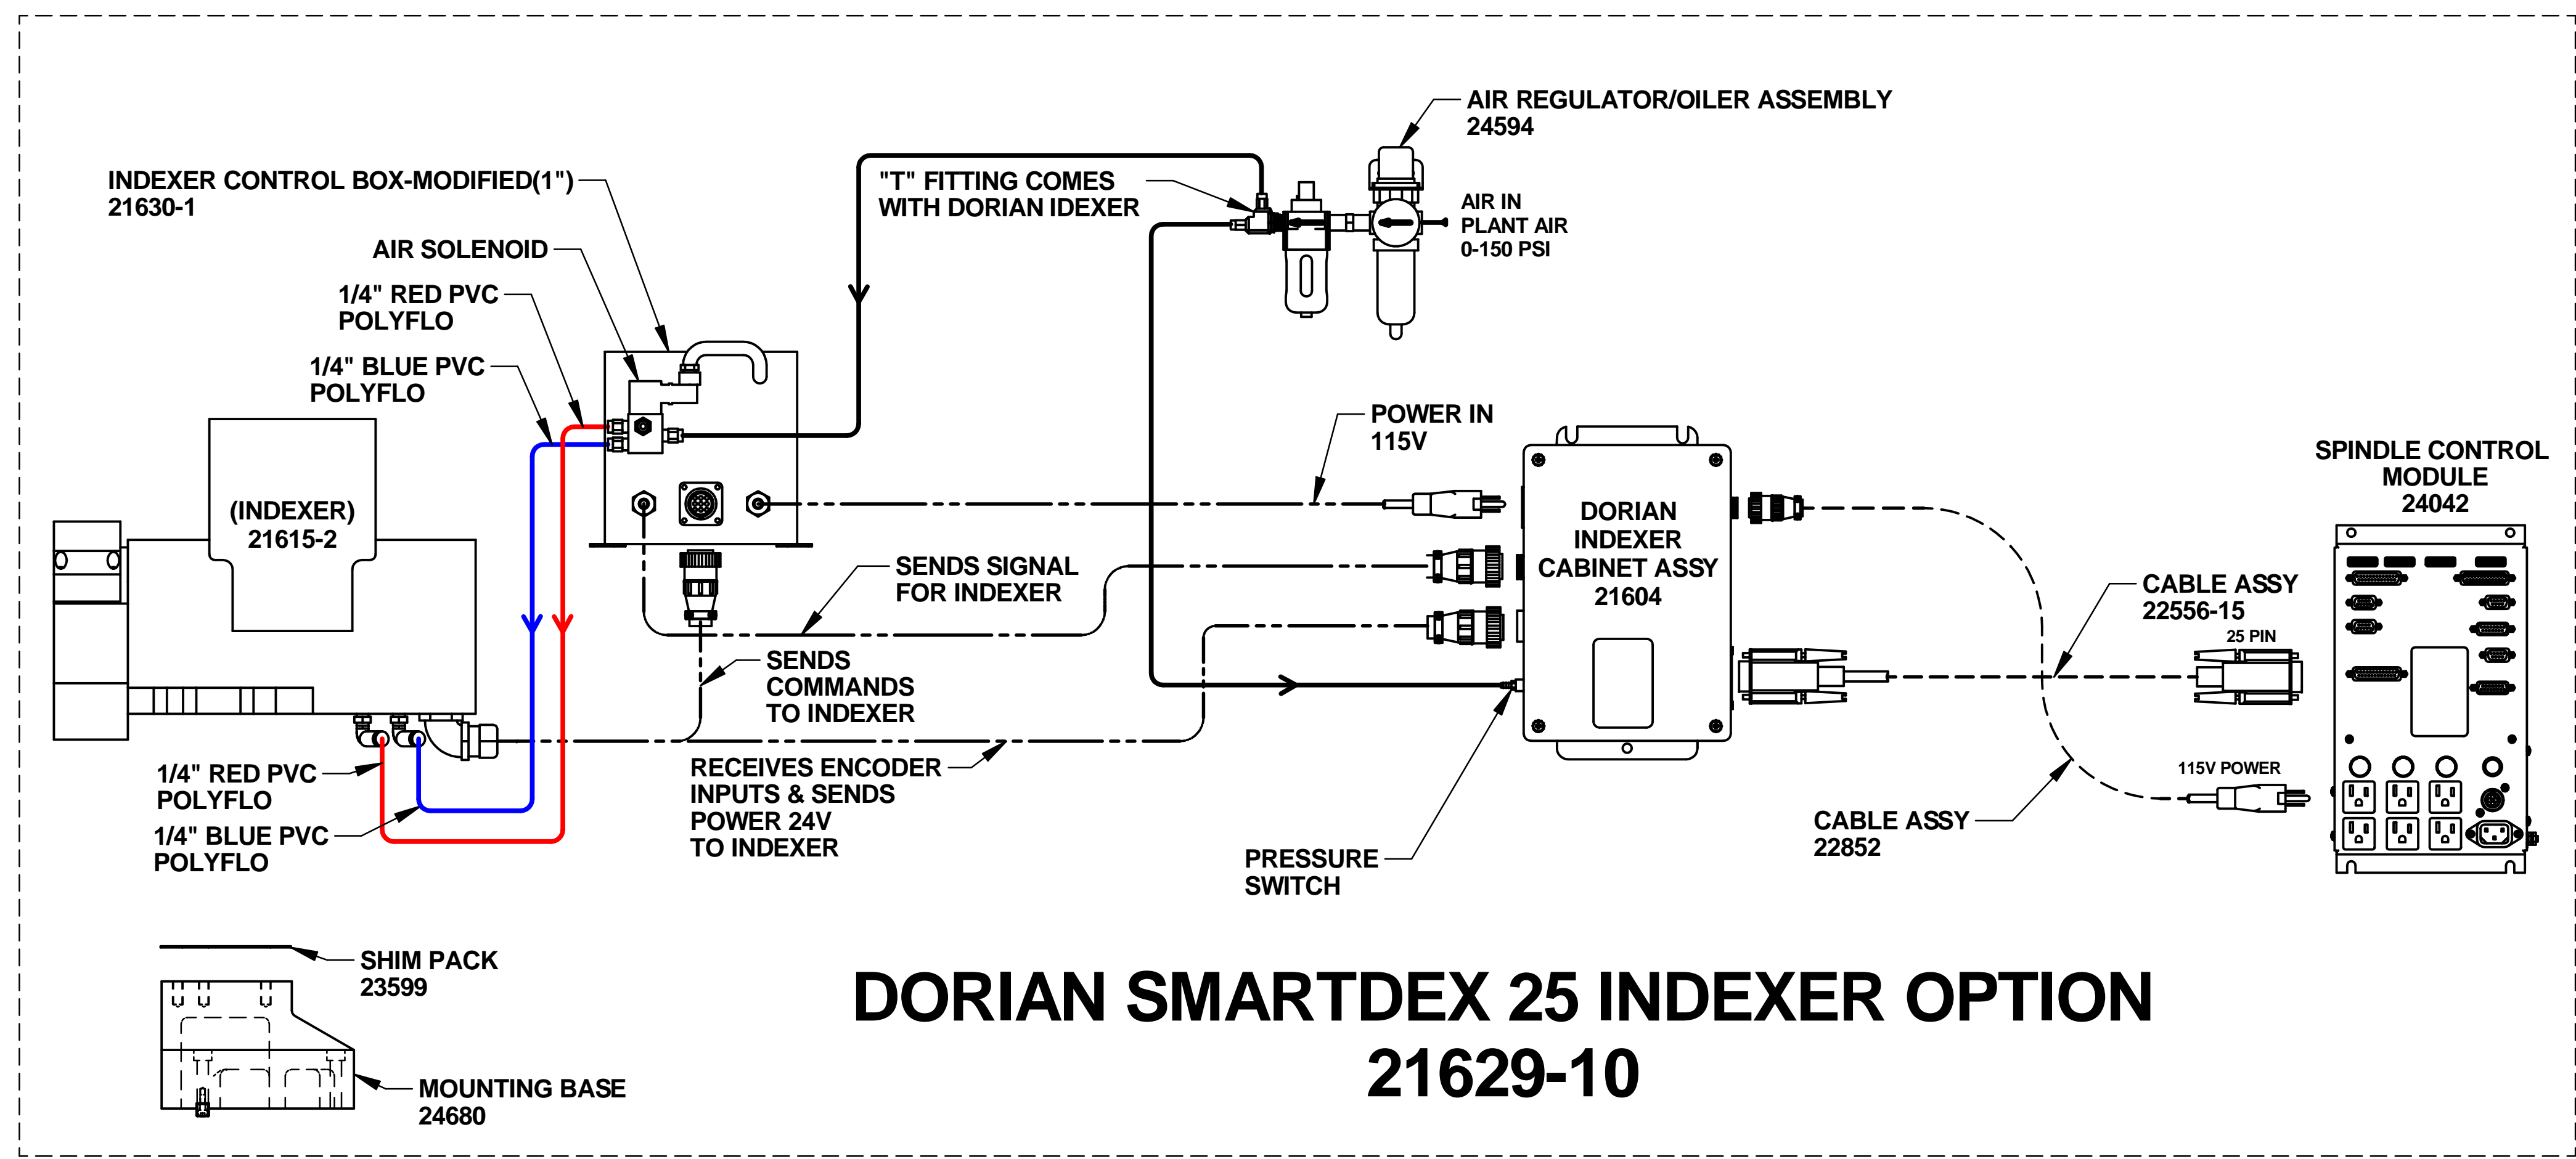 AIR REGULATOR/OILER ASSEMBLY
24594
INDEXER CONTROL BOX-MODIFIED(1")
21630-1
"T" FITTING COMES
WITH DORIAN IDEXER
AIR IN
PLANT AIR
0-150 PSI
AIR SOLENOID
1/4" RED PVC
POLYFLO
1/4" BLUE PVC
POLYFLO
POWER IN
115V
SPINDLE CONTROL
MODULE
24042
(INDEXER)
21615-2
DORIAN
INDEXER
CABINET ASSY
21604
SENDS SIGNAL
FOR INDEXER
CABLE ASSY
22556-15
25 PIN
SENDS
COMMANDS
TO INDEXER
RECEIVES ENCODER
INPUTS & SENDS
POWER 24V
TO INDEXER
1/4" RED PVC
POLYFLO
1/4" BLUE PVC
POLYFLO
115V POWER
CABLE ASSY
22852
PRESSURE
SWITCH
SHIM PACK
23599
MOUNTING BASE
24680
DORIAN SMARTDEX 25 INDEXER OPTION
21629-10